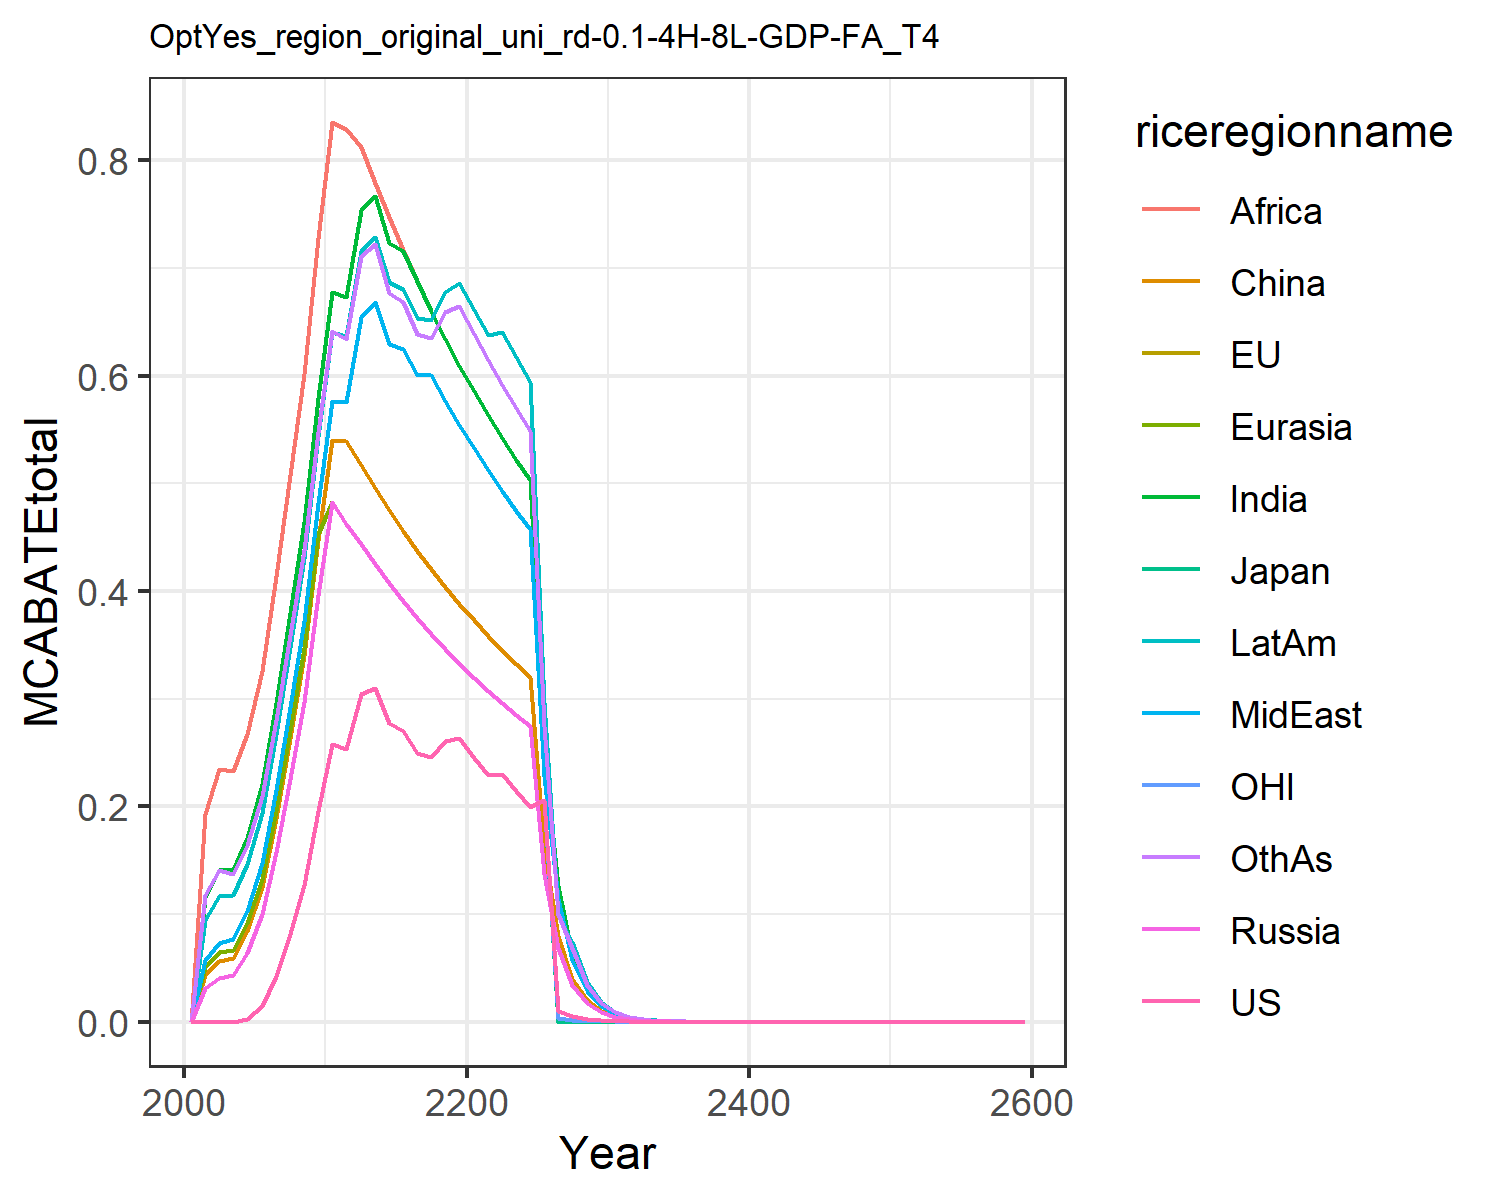 OptYes_region_original_uni_rd-0.1-4H-8L-GDP-FA_T4
MCABATEtotal
0.8
0.6
0.4
0.2
0.0
2000
2200
2400
2600
Year
riceregionname
Africa
China
EU
Eurasia
India
Japan
LatAm
MidEast
OHI
OthAs
Russia
US